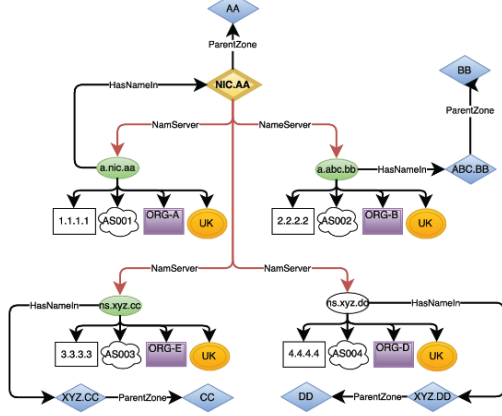 AA
ParentZone
BB
HasNameIn
NIC.AA
ParentZone
NamServer
NameServer
a.nic.aa
a.abc.bb
HasNameIn
ABC.BB
1.1.1.1
AS001
ORG-A
UK
2.2.2.2
AS002
ORG-B
UK
NamServer
NamServer
HasNameIn
ns.xyz.cc
ns.xyz.dd
HasNameIn
3.3.3.3
AS003
ORG-E
UK
4.4.4.4
AS004
ORG-D
UK
XYZ.CC
ParentZone
CC
DD
ParentZone
XYZ.DD